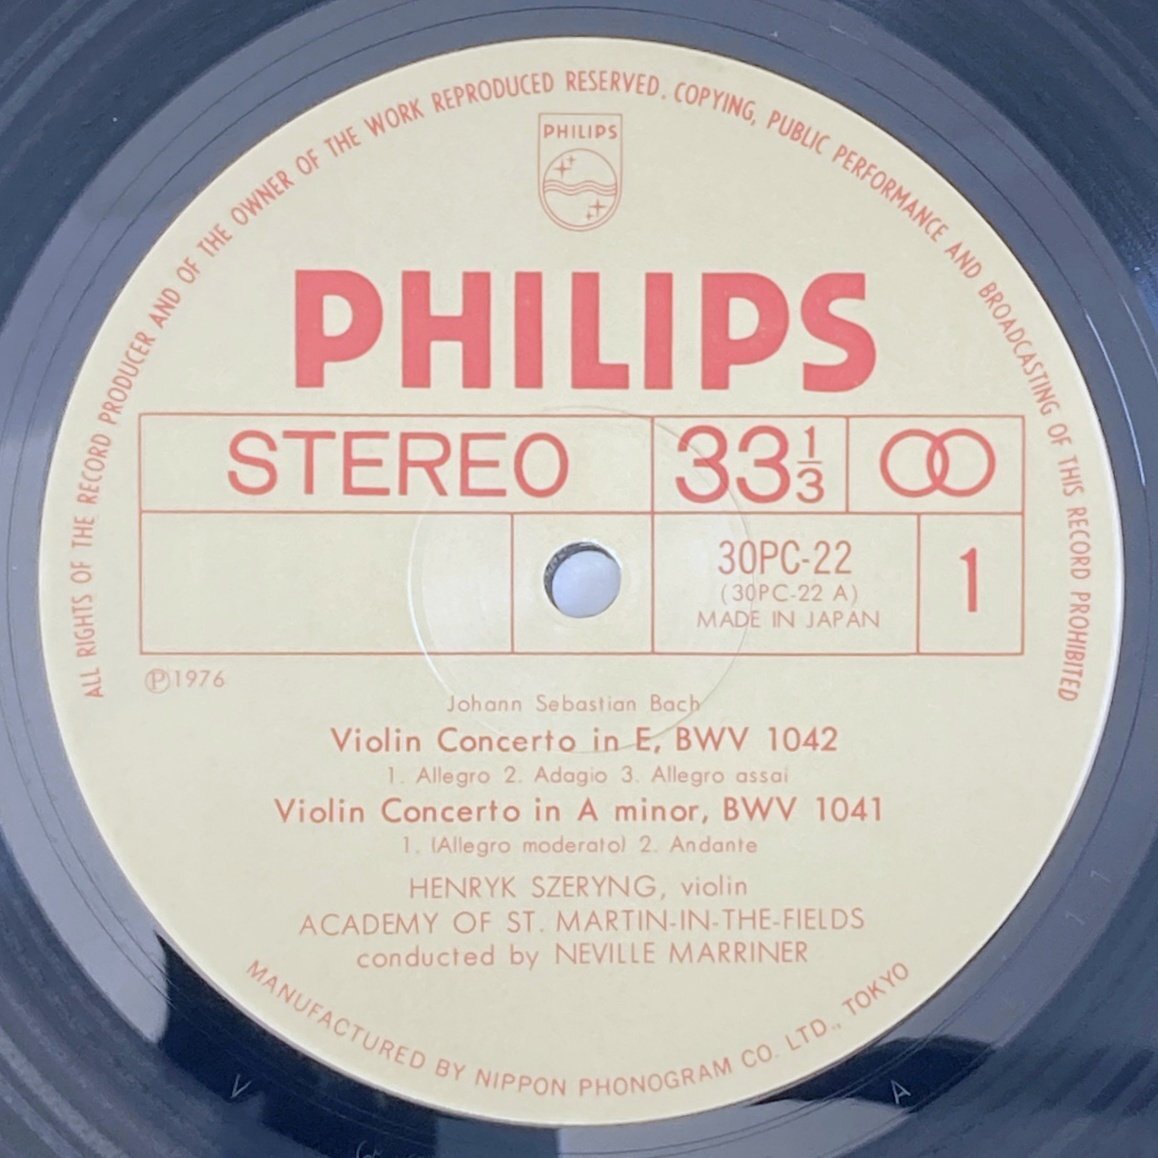 ALL RIGHTS OF THE RECORD PRODUCER AND OF THE OWNER OF THE WORK REPRODUCED RESERVED. COPYING, PUBLIC PERFORMANCE AND BROADCASTING OF THIS RECORD PROHIBITED
PHILIPS
PHILIPS
STEREO 33 1/3
30PC-22
(30PC-22 A)
MADE IN JAPAN
1
Ⓟ1976
Johann Sebastian Bach
Violin Concerto in E, BWV 1042
1. Allegro 2. Adagio 3. Allegro assai
Violin Concerto in A minor, BWV 1041
1. (Allegro moderato) 2. Andante
HENRYK SZERYNG, violin
ACADEMY OF ST. MARTIN-IN-THE-FIELDS
conducted by NEVILLE MARRINER
MANUFACTURED BY NIPPON PHONOGRAM CO. LTD., TOKYO
V
A